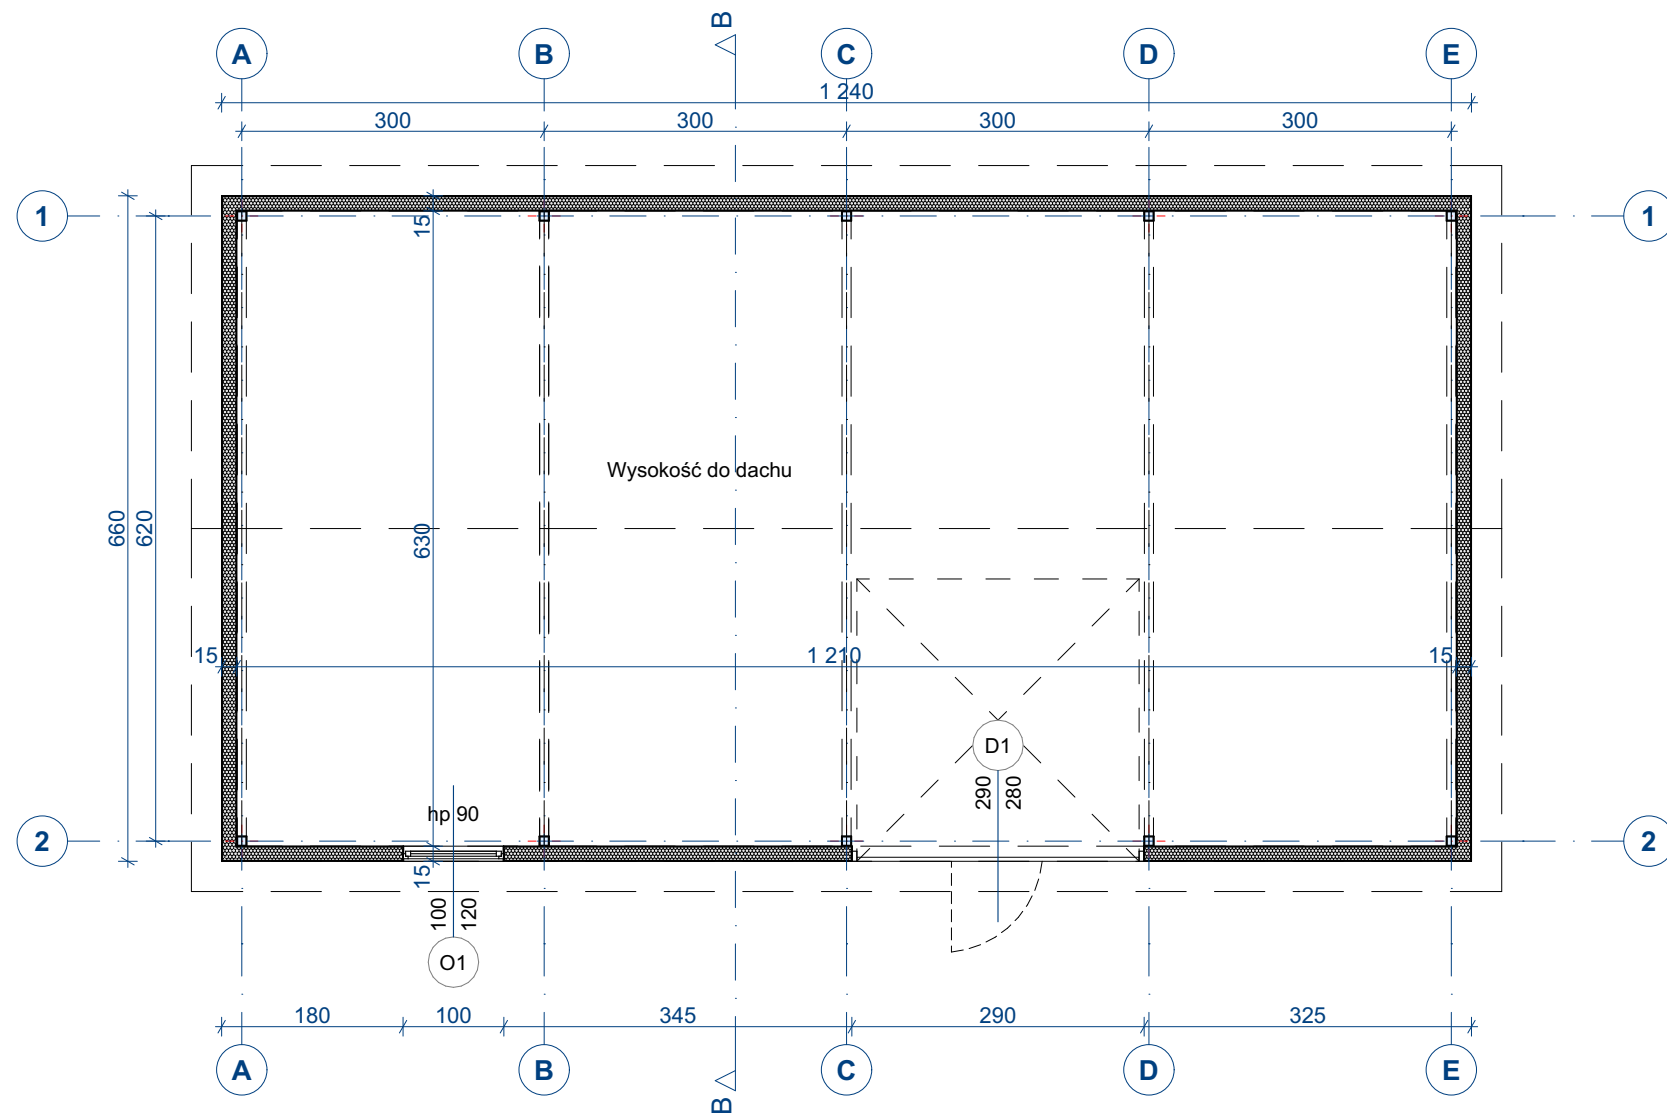 B
A B C D E
1 240
300 300 300 300
1 1
15
Wysokość do dachu
660 620 630
15 1 210 15
D1
290 280
hp 90
2 2
15
100 120
O1
180 100 345 290 325
A B C D E
B